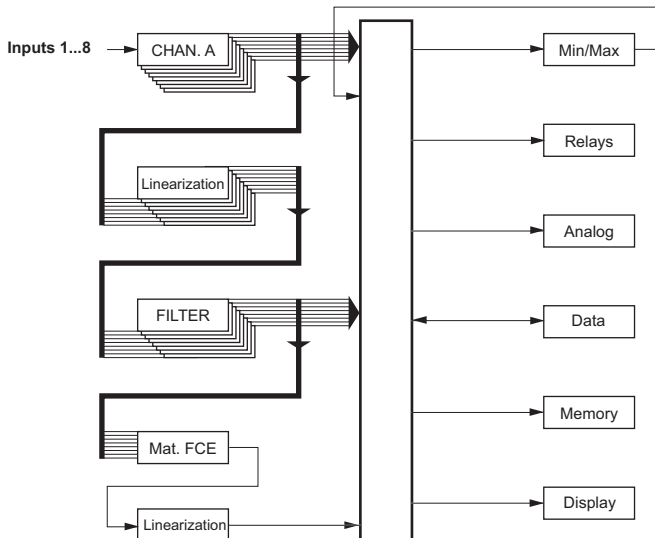 Inputs 1...8
CHAN. A
Min/Max
Relays
Linearization
Analog
FILTER
Data
Memory
Mat. FCE
Display
Linearization